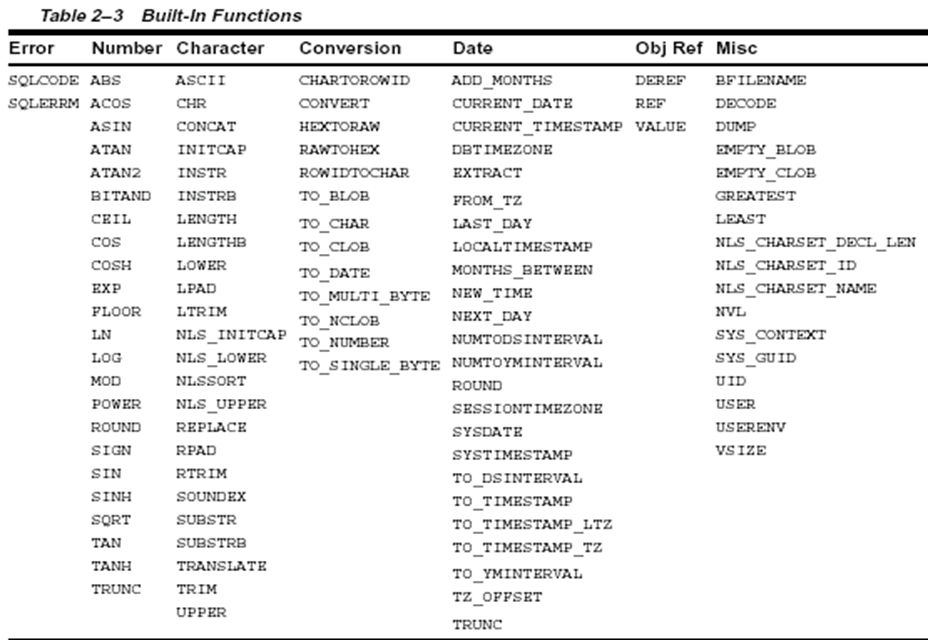 Table 2–3 Built-In Functions
Error Number Character Conversion Date Obj Ref Misc
SQLCODE ABS ASCII CHARTOROWID ADD_MONTHS DEREF BFILENAME
SQLERRM ACOS CHR CONVERT CURRENT_DATE REF DECODE
ASIN CONCAT HEXTORAW CURRENT_TIMESTAMP VALUE DUMP
ATAN INITCAP RAWTOHEX DBTIMEZONE EMPTY_BLOB
ATAN2 INSTR ROWIDTOCHAR EXTRACT EMPTY_CLOB
BITAND INSTRB TO_BLOB FROM_TZ GREATEST
CEIL LENGTH TO_CHAR LAST_DAY LEAST
COS LENGTHB TO_CLOB LOCALTIMESTAMP NLS_CHARSET_DECL_LEN
COSH LOWER TO_DATE MONTHS_BETWEEN NLS_CHARSET_ID
EXP LPAD TO_MULTI_BYTE NEW_TIME NLS_CHARSET_NAME
FLOOR LTRIM TO_NCLOB NEXT_DAY NVL
LN NLS_INITCAP TO_NUMBER NUMTODSINTERVAL SYS_CONTEXT
LOG NLS_LOWER TO_SINGLE_BYTE NUMTOYMINTERVAL SYS_GUID
MOD NLSSORT ROUND UID
POWER NLS_UPPER SESSIONTIMEZONE USER
ROUND REPLACE SYSDATE USERENV
SIGN RPAD SYSTIMESTAMP VSIZE
SIN RTRIM TO_DSINTERVAL
SINH SOUNDEX TO_TIMESTAMP
SQRT SUBSTR TO_TIMESTAMP_LTZ
TAN SUBSTRB TO_TIMESTAMP_TZ
TANH TRANSLATE TO_YMINTERVAL
TRUNC TRIM TZ_OFFSET
UPPER TRUNC